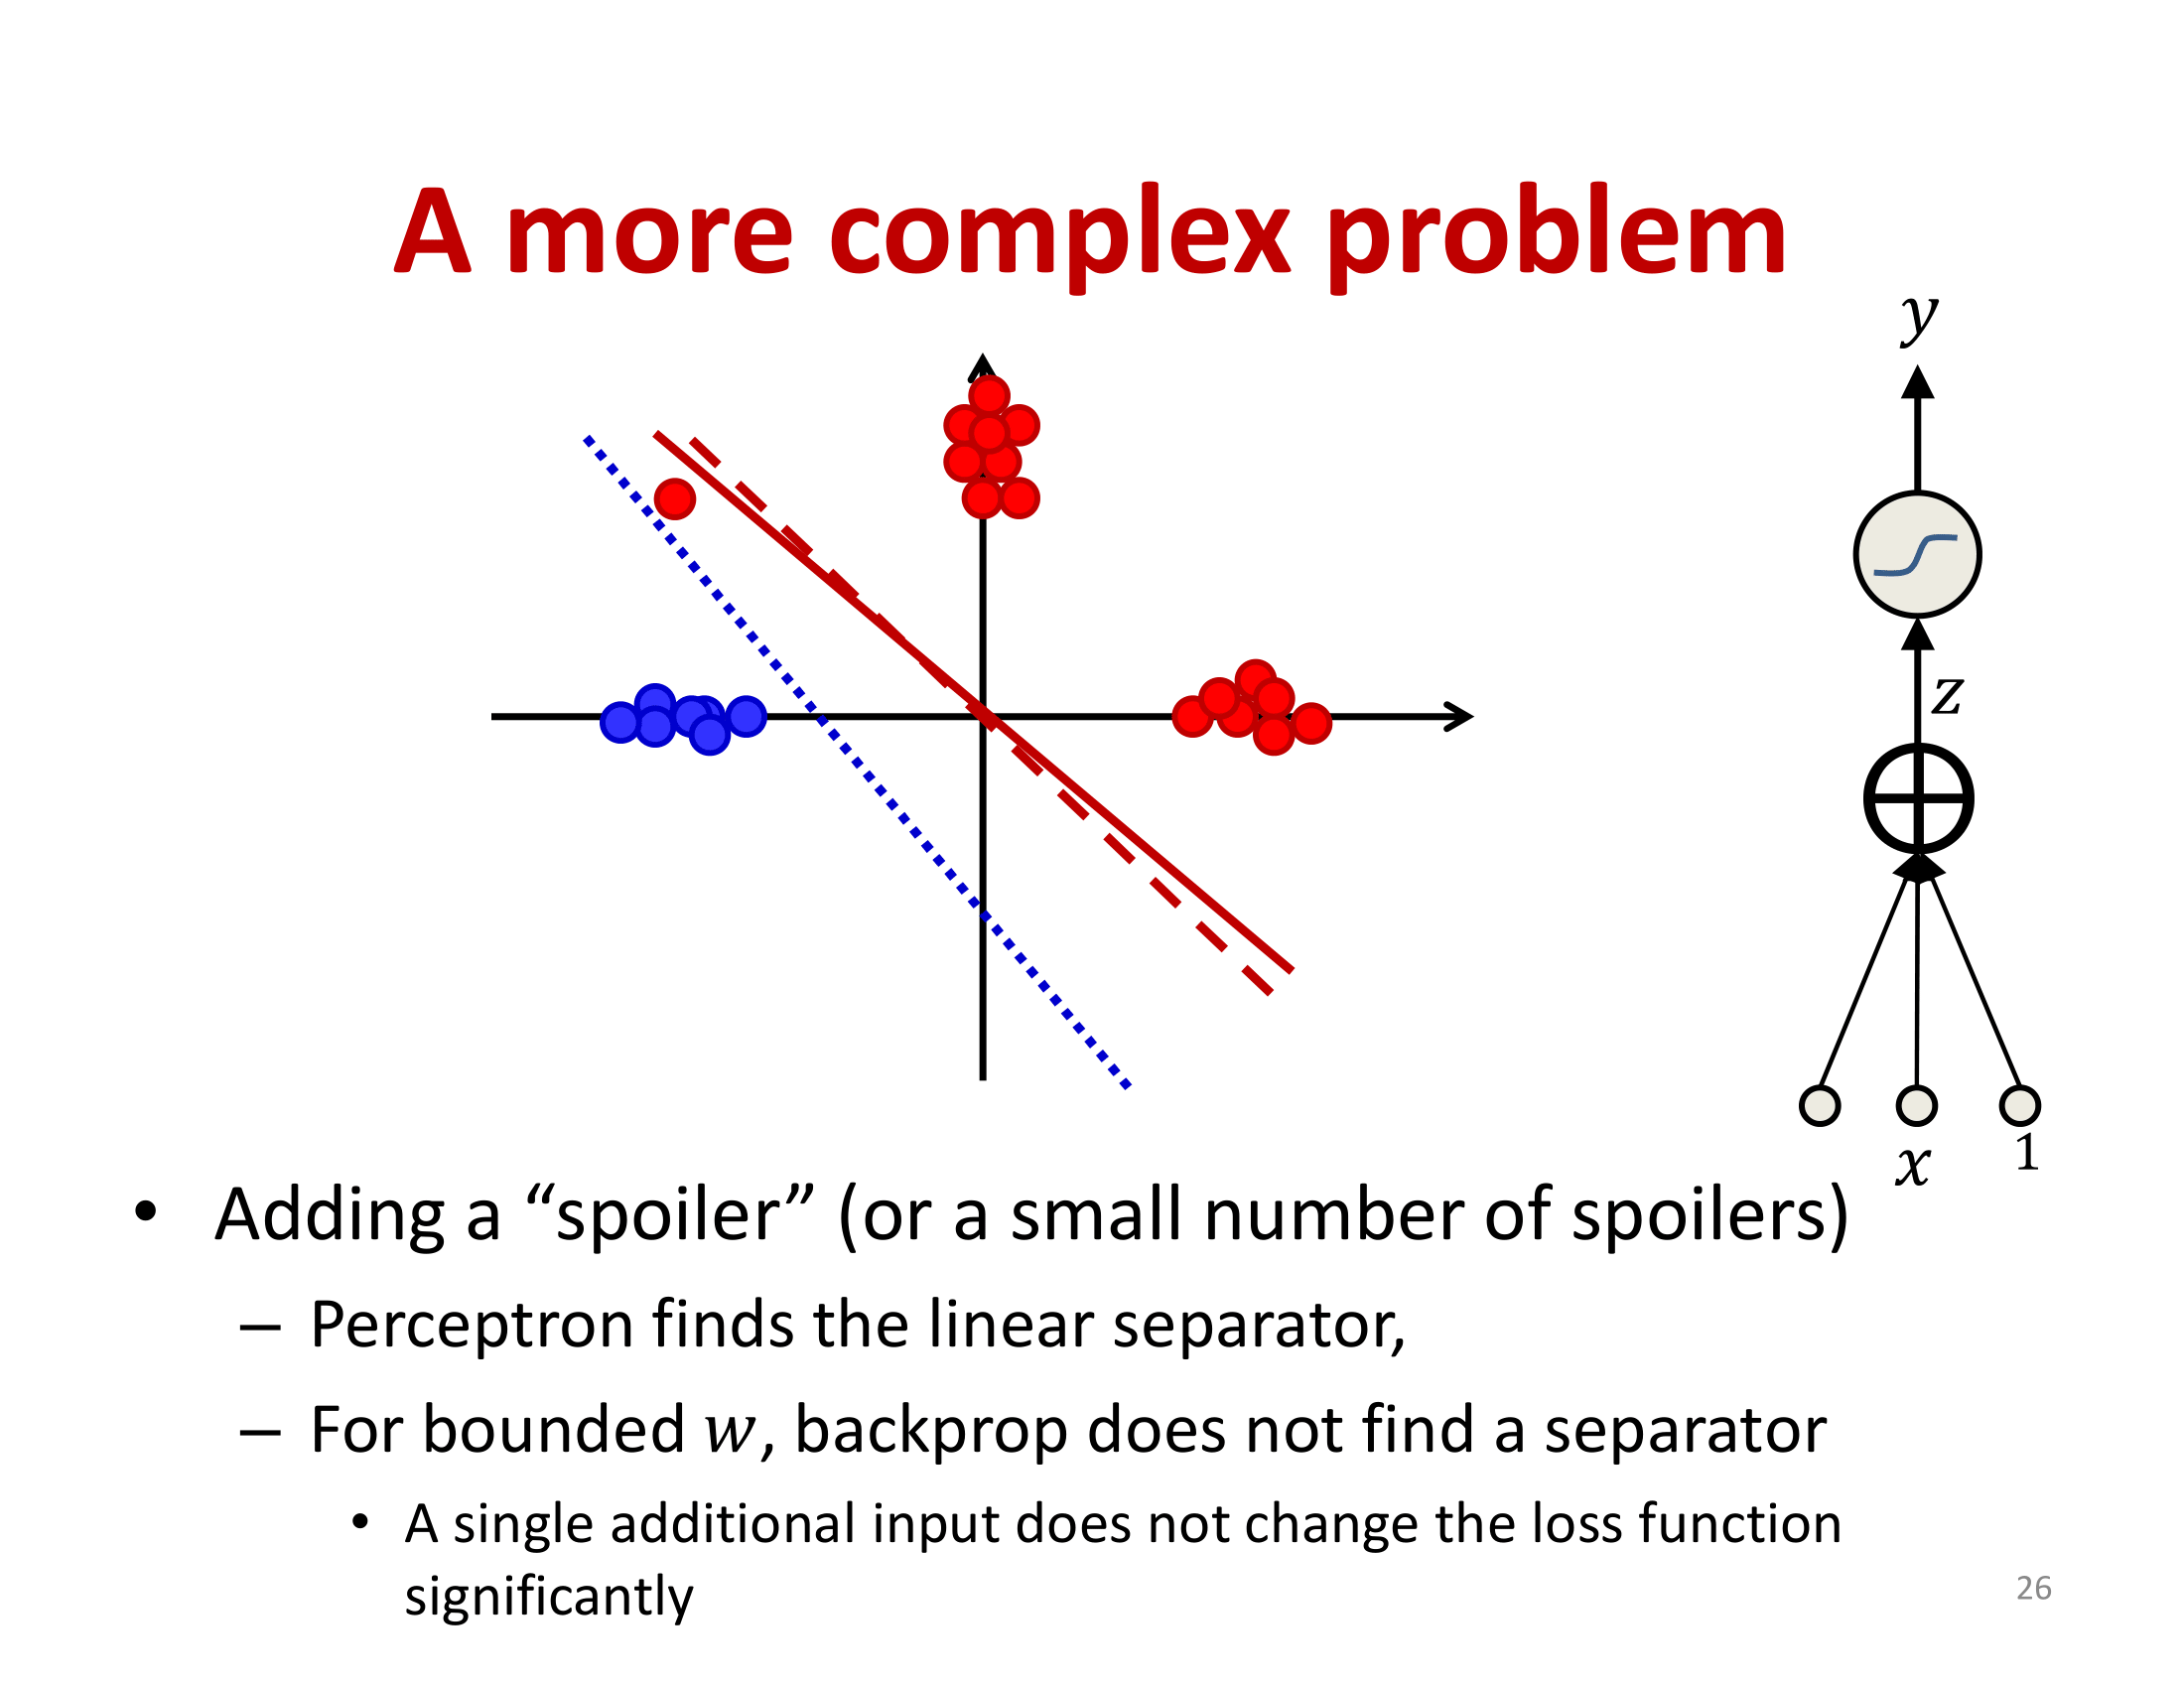 A more complex problem
y
z
x
1
• Adding a “spoiler” (or a small number of spoilers)
– Perceptron finds the linear separator,
– For bounded w, backprop does not find a separator
• A single additional input does not change the loss function
significantly
26